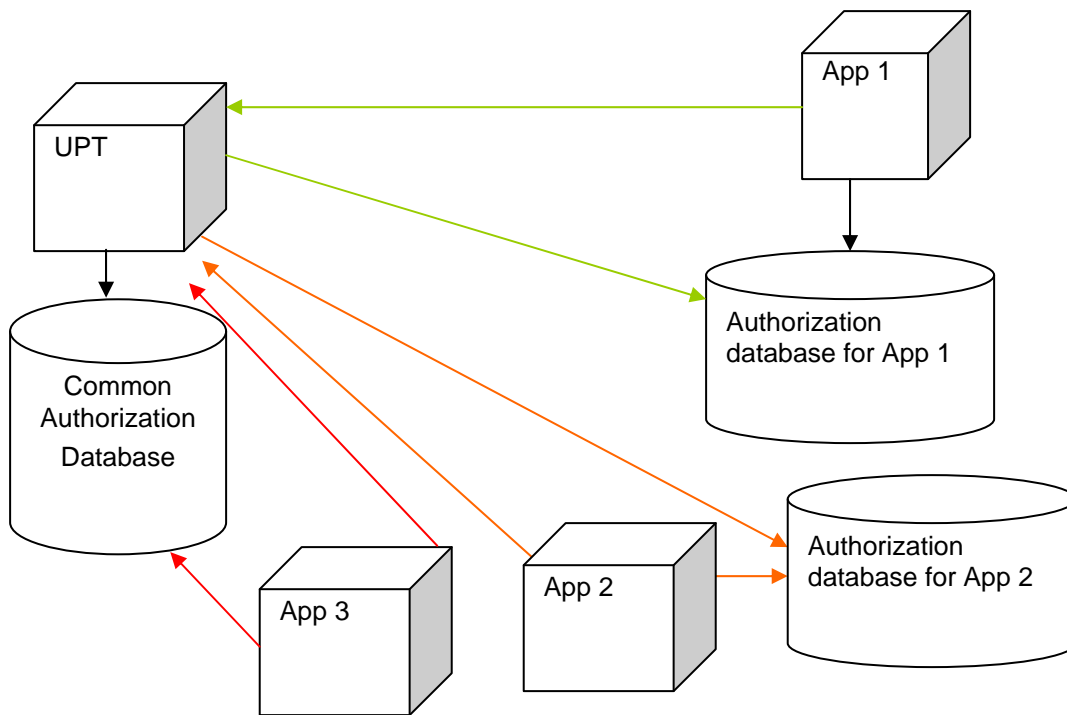 App 1
UPT
Authorization
database for App 1
Common
Authorization
Database
Authorization
database for App 2
App 2
App 3